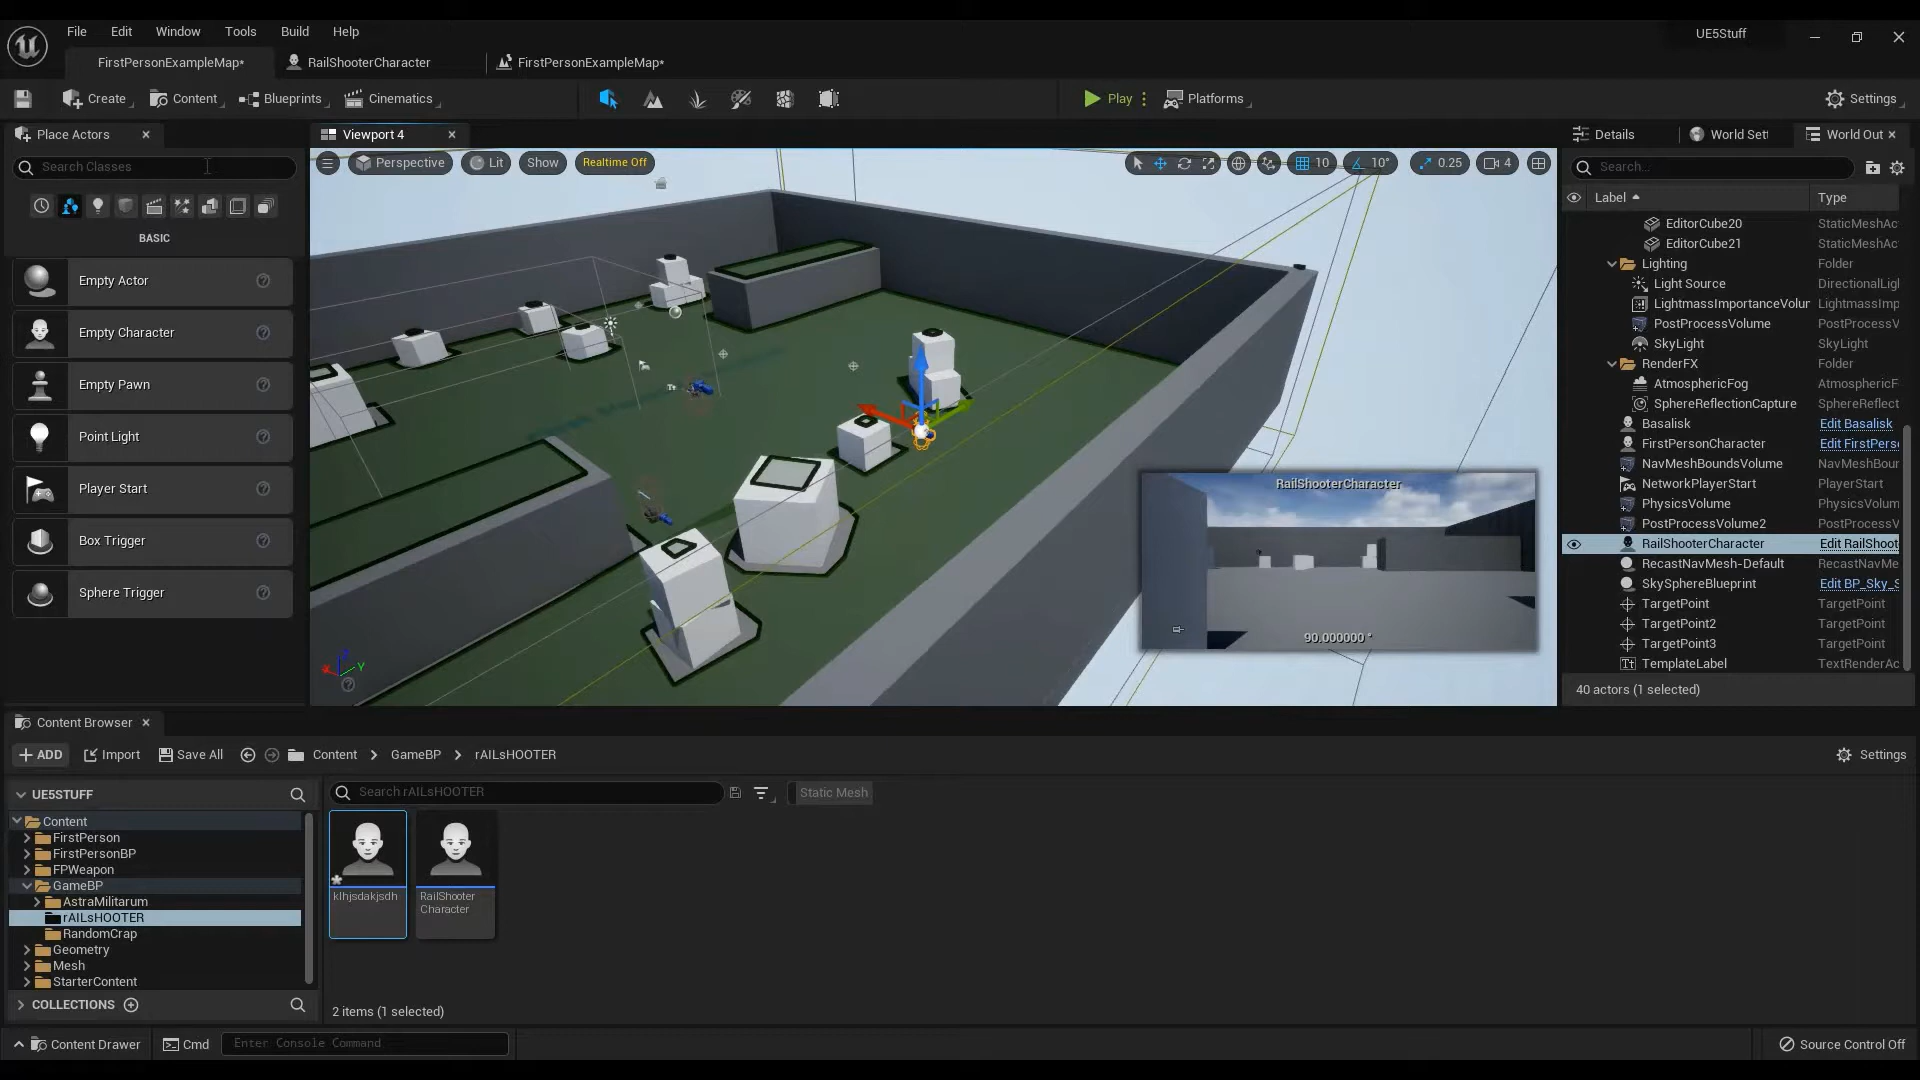 File Edit Window Tools Build Help
UE5Stuff
FirstPersonExampleMap*
RailShooterCharacter
FirstPersonExampleMap*
Create
Content
Blueprints
Cinematics
Play
Platforms
Settings
Place Actors
Search Classes
BASIC
Empty Actor
Empty Character
Empty Pawn
Point Light
Player Start
Box Trigger
Sphere Trigger
Viewport 4
Perspective
Lit
Show
Realtime Off
10
10°
0.25
4
RailShooterCharacter
90.000000 °
X
Y
Z
Details
World Set
World Out
Search...
Label
Type
EditorCube20 StaticMeshAc
EditorCube21 StaticMeshAc
Lighting Folder
Light Source DirectionalLigh
LightmassImportanceVolur LightmassImp
PostProcessVolume PostProcessV
SkyLight SkyLight
RenderFX Folder
AtmosphericFog AtmosphericF
SphereReflectionCapture SphereReflect
Basalisk Edit Basalisk
FirstPersonCharacter Edit FirstPers
NavMeshBoundsVolume NavMeshBour
NetworkPlayerStart PlayerStart
PhysicsVolume PhysicsVolum
PostProcessVolume2 PostProcessV
RailShooterCharacter Edit RailShoot
RecastNavMesh-Default RecastNavMe
SkySphereBlueprint Edit BP_Sky_S
TargetPoint TargetPoint
TargetPoint2 TargetPoint
TargetPoint3 TargetPoint
TemplateLabel TextRenderAc
40 actors (1 selected)
Content Browser
ADD
Import
Save All
Content
GameBP
rAILsHOOTER
Settings
UE5STUFF
Content
FirstPerson
FirstPersonBP
FPWeapon
GameBP
AstraMilitarum
rAILsHOOTER
RandomCrap
Geometry
Mesh
StarterContent
COLLECTIONS
Search rAILsHOOTER
Static Mesh
klhjsdakjsdh
RailShooter
Character
2 items (1 selected)
Content Drawer
Cmd
Enter Console Command
Source Control Off